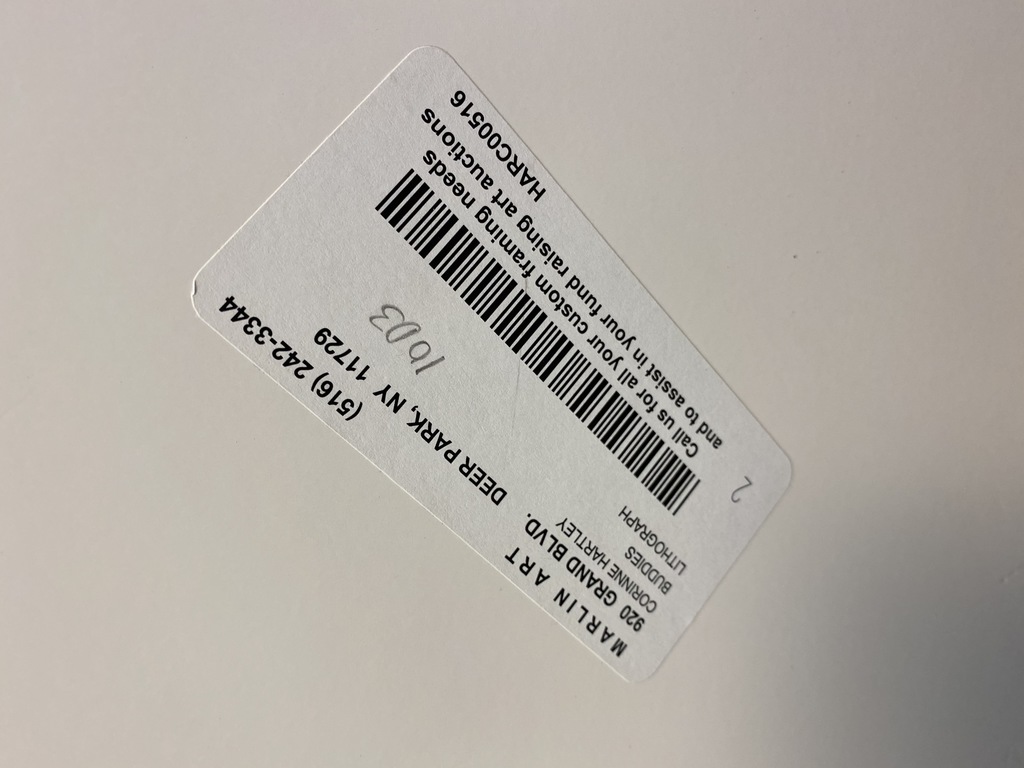 MARLIN ART (516) 242-3344
920 GRAND BLVD. DEER PARK, NY 11729
CORINNE HARTLEY
BUDDIES
LITHOGRAPH
2
Call us for all your custom framing needs
and to assist in your fund raising art auctions
HARC00516